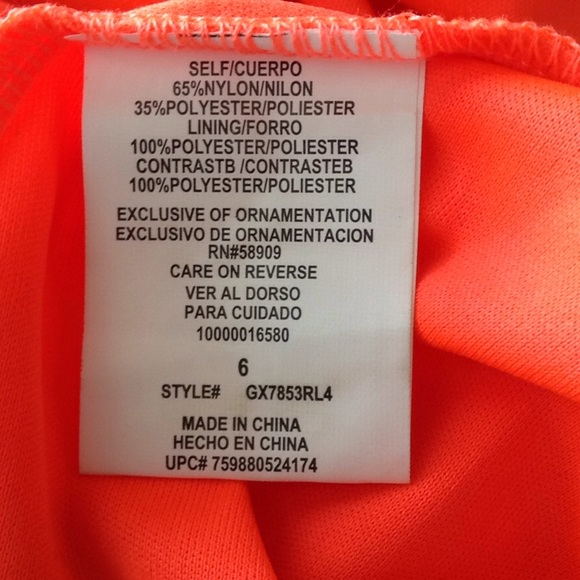 SELF/CUERPO
65%NYLON/NILON
35%POLYESTER/POLIESTER
LINING/FORRO
100%POLYESTER/POLIESTER
CONTRASTB /CONTRASTEB
100%POLYESTER/POLIESTER
EXCLUSIVE OF ORNAMENTATION
EXCLUSIVO DE ORNAMENTACION
RN#58909
CARE ON REVERSE
VER AL DORSO
PARA CUIDADO
10000016580
6
STYLE# GX7853RL4
MADE IN CHINA
HECHO EN CHINA
UPC# 759880524174